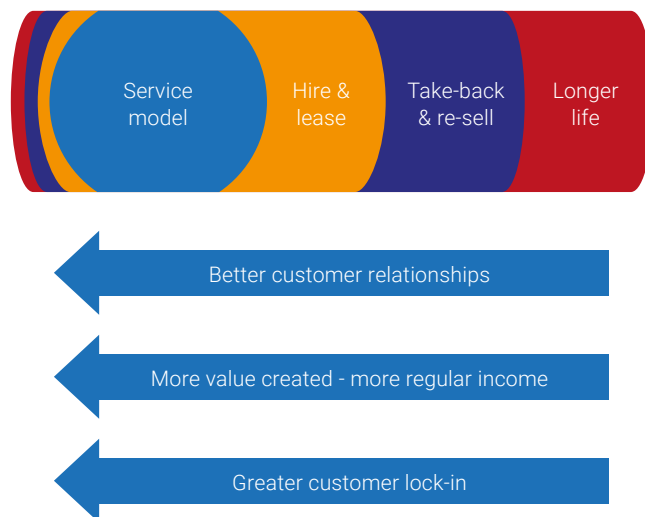 Service
model
Hire &
lease
Take-back
& re-sell
Longer
life
Better customer relationships
More value created - more regular income
Greater customer lock-in